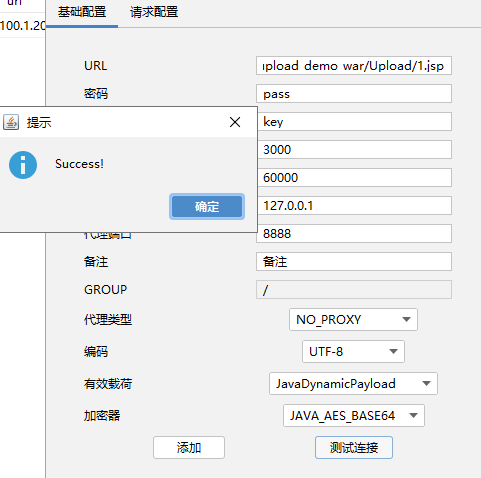 url
基础配置 请求配置
100.1.20
URL upload demo war/Upload/1.jsp
密码 pass
提示
key
Success!
3000
60000
确定 127.0.0.1
代理端口 8888
备注 备注
GROUP /
代理类型 NO_PROXY
编码 UTF-8
有效载荷 JavaDynamicPayload
加密器 JAVA_AES_BASE64
添加 测试连接